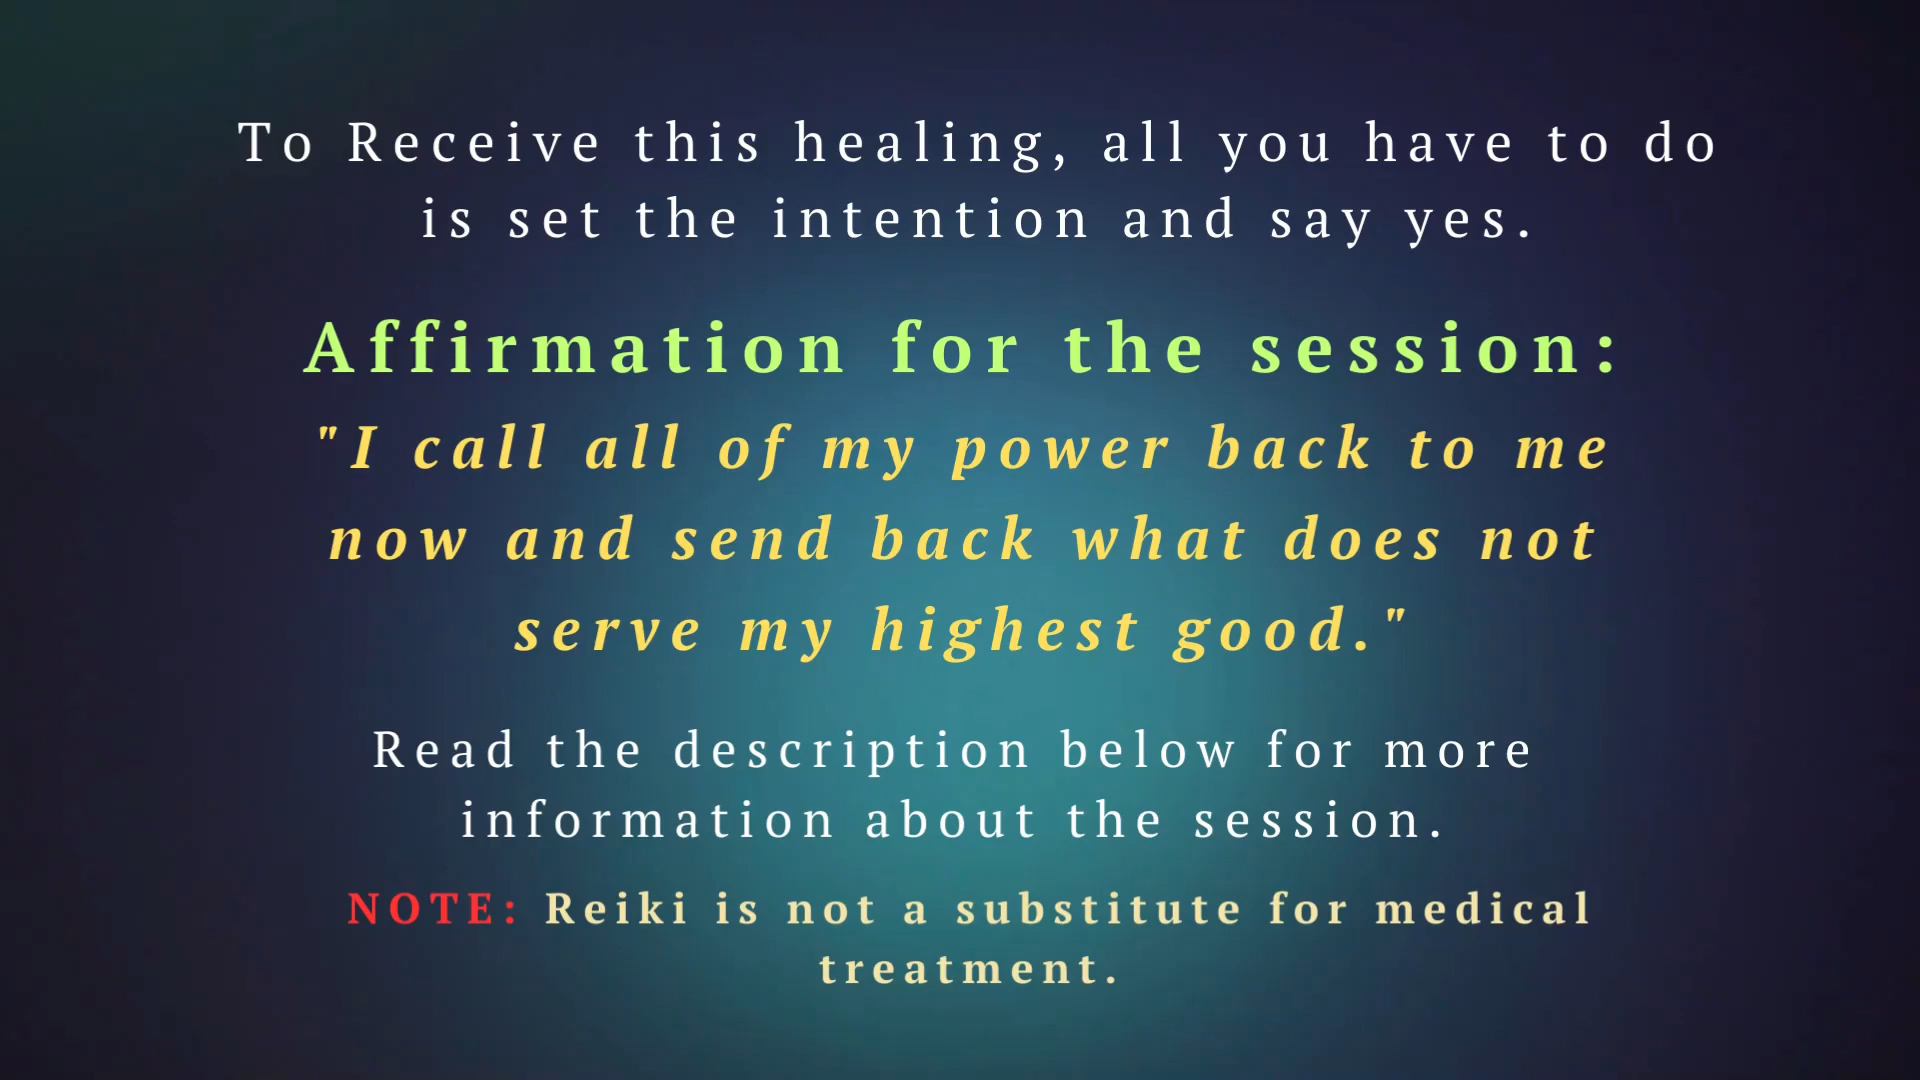 To Receive this healing, all you have to do
is set the intention and say yes.
Affirmation for the session:
"I call all of my power back to me
now and send back what does not
serve my highest good."
Read the description below for more
information about the session.
NOTE: Reiki is not a substitute for medical
treatment.